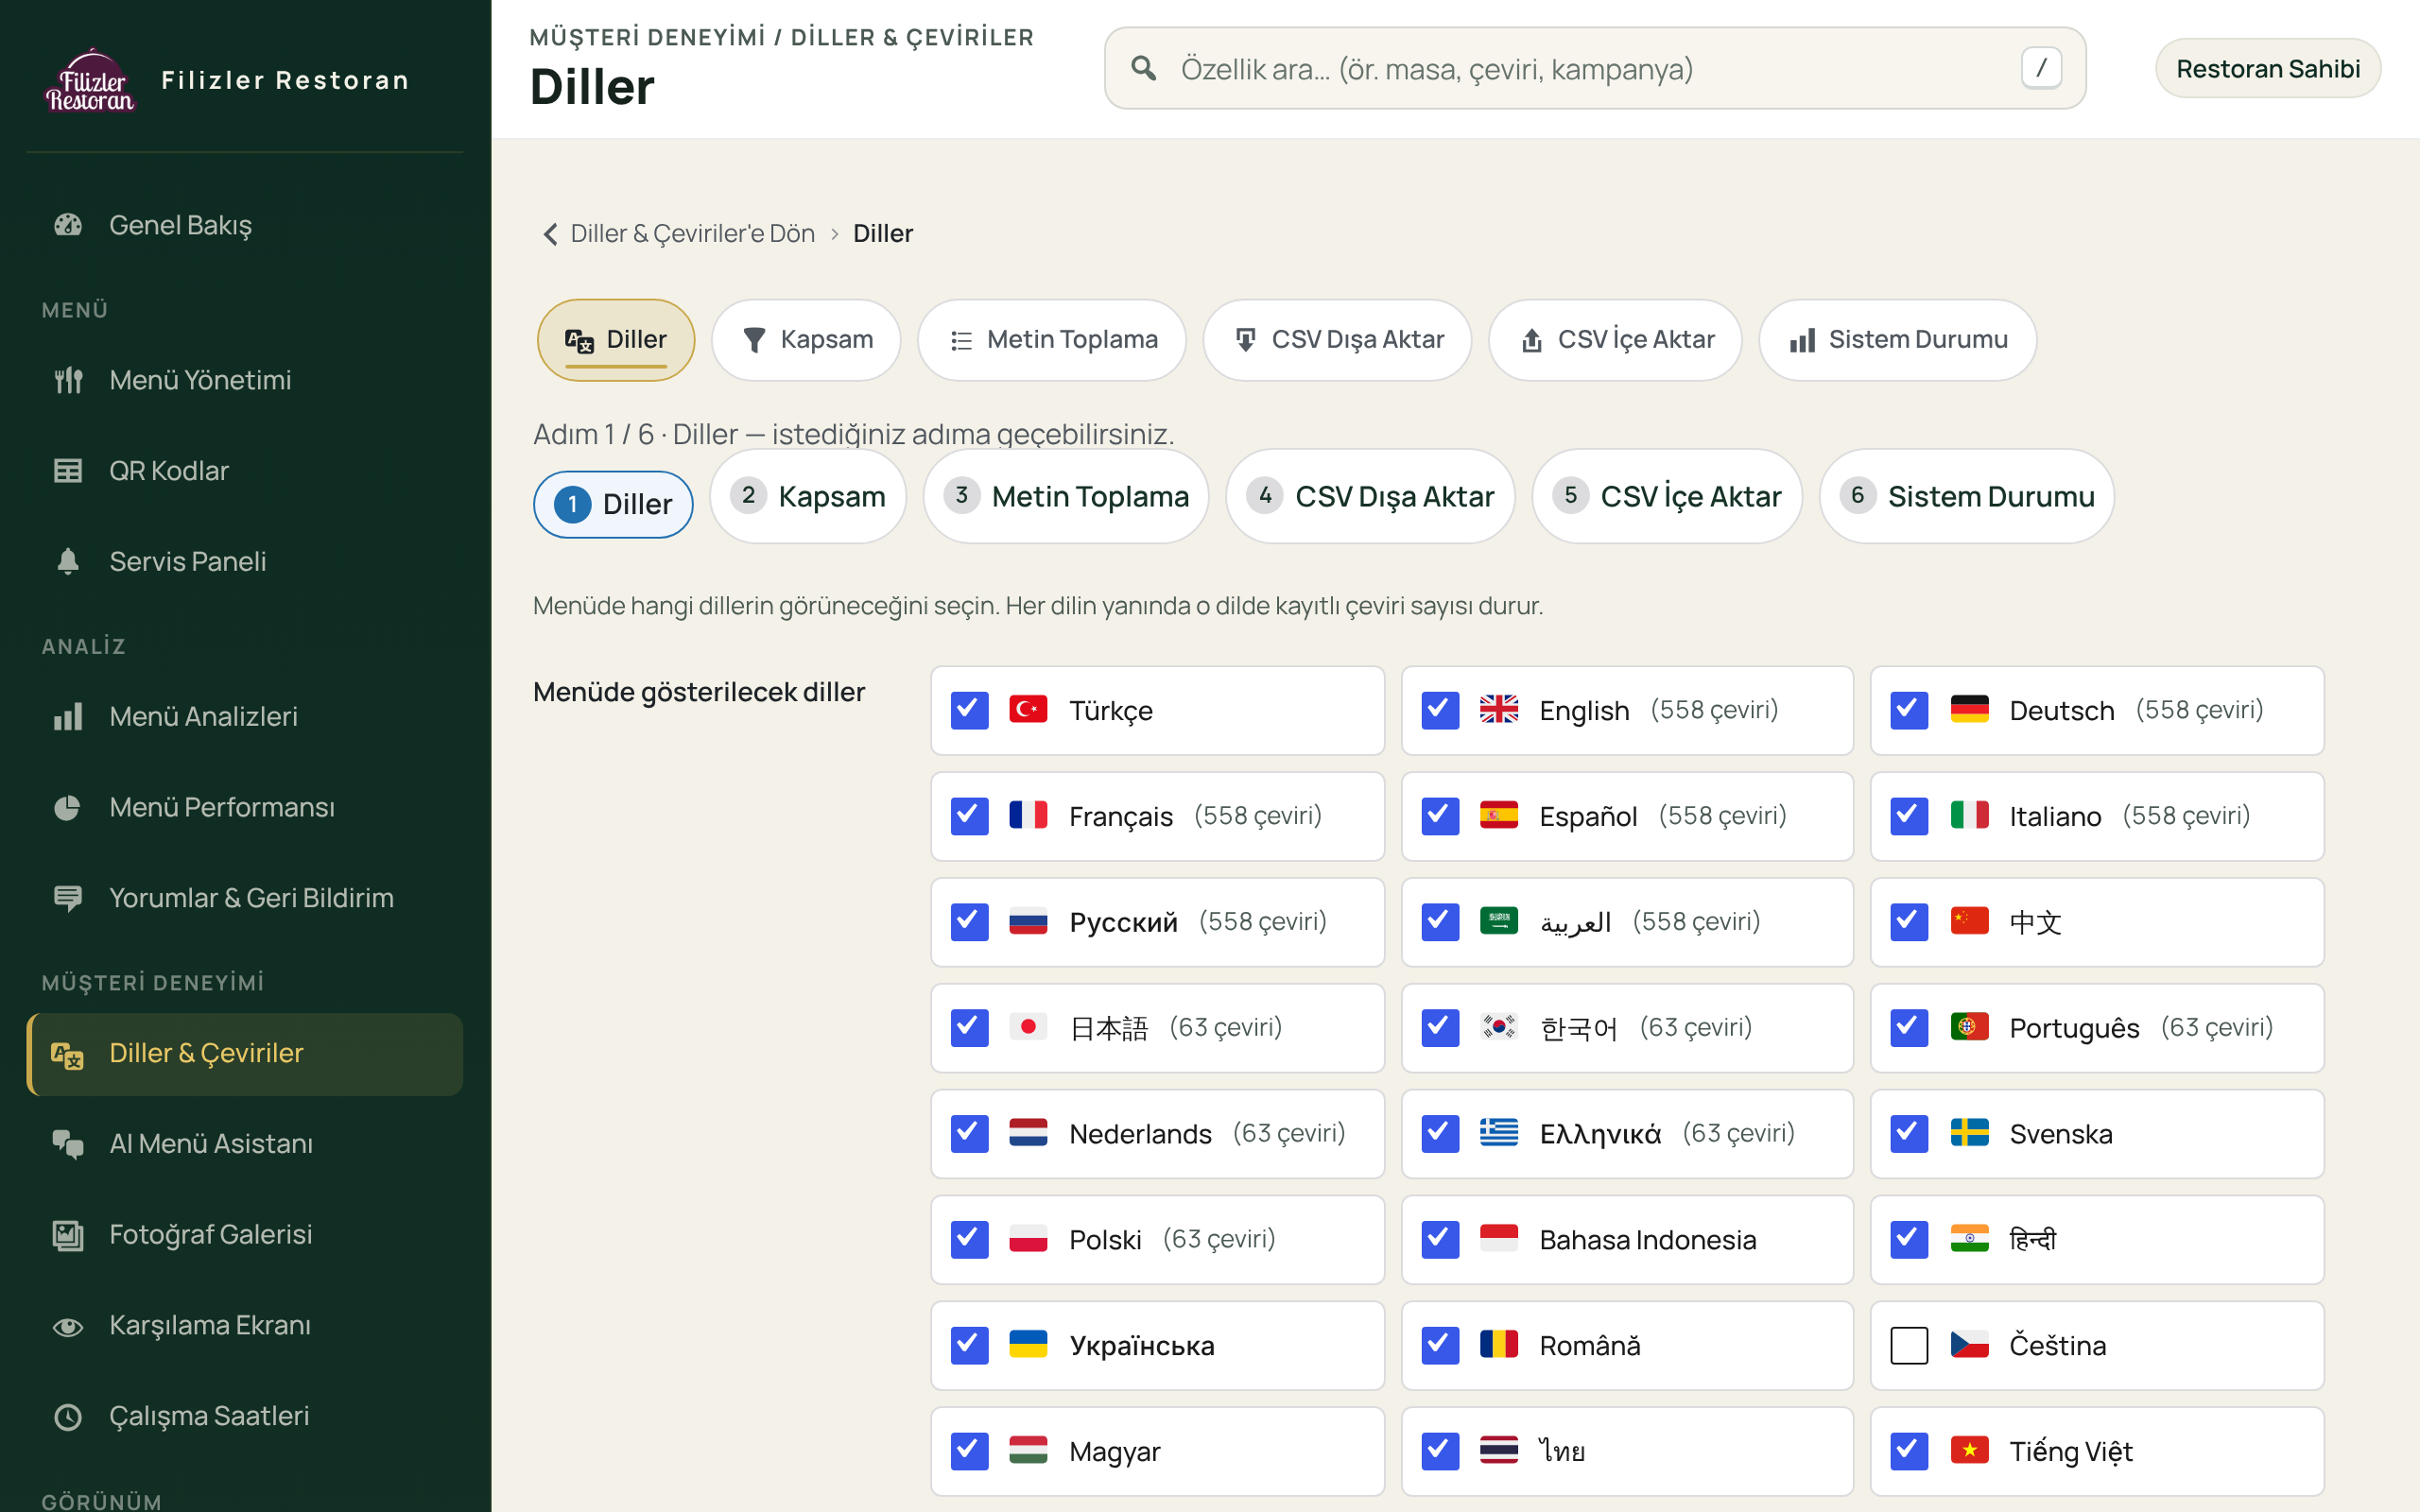 Filizler Restoran
Filizler Restoran
Genel Bakış
MENÜ
Menü Yönetimi
QR Kodlar
Servis Paneli
ANALİZ
Menü Analizleri
Menü Performansı
Yorumlar & Geri Bildirim
MÜŞTERİ DENEYİMİ
Diller & Çeviriler
AI Menü Asistanı
Fotoğraf Galerisi
Karşılama Ekranı
Çalışma Saatleri
GÖRÜNÜM
MÜŞTERİ DENEYİMİ / DİLLER & ÇEVİRİLER
Diller
Özellik ara... (ör. masa, çeviri, kampanya)
/
Restoran Sahibi
Diller & Çeviriler'e Dön › Diller
Diller Kapsam Metin Toplama CSV Dışa Aktar CSV İçe Aktar Sistem Durumu
Adım 1 / 6 · Diller — istediğiniz adıma geçebilirsiniz.
1 Diller 2 Kapsam 3 Metin Toplama 4 CSV Dışa Aktar 5 CSV İçe Aktar 6 Sistem Durumu
Menüde hangi dillerin görüneceğini seçin. Her dilin yanında o dilde kayıtlı çeviri sayısı durur.
Menüde gösterilecek diller
Türkçe English (558 çeviri) Deutsch (558 çeviri)
Français (558 çeviri) Español (558 çeviri) Italiano (558 çeviri)
Русский (558 çeviri) العربية (558 çeviri) 中文
日本語 (63 çeviri) 한국어 (63 çeviri) Português (63 çeviri)
Nederlands (63 çeviri) Ελληνικά (63 çeviri) Svenska
Polski (63 çeviri) Bahasa Indonesia हिन्दी
Українська Română Čeština
Magyar ไทย Tiếng Việt